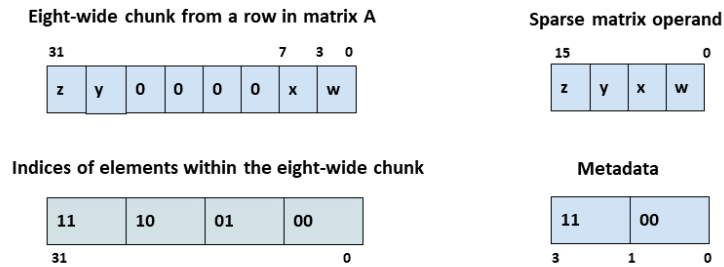 Eight-wide chunk from a row in matrix A
31 7 3 0
z y 0 0 0 0 x w
Sparse matrix operand
15 0
z y x w
Indices of elements within the eight-wide chunk
11 10 01 00
31 0
Metadata
11 00
3 1 0